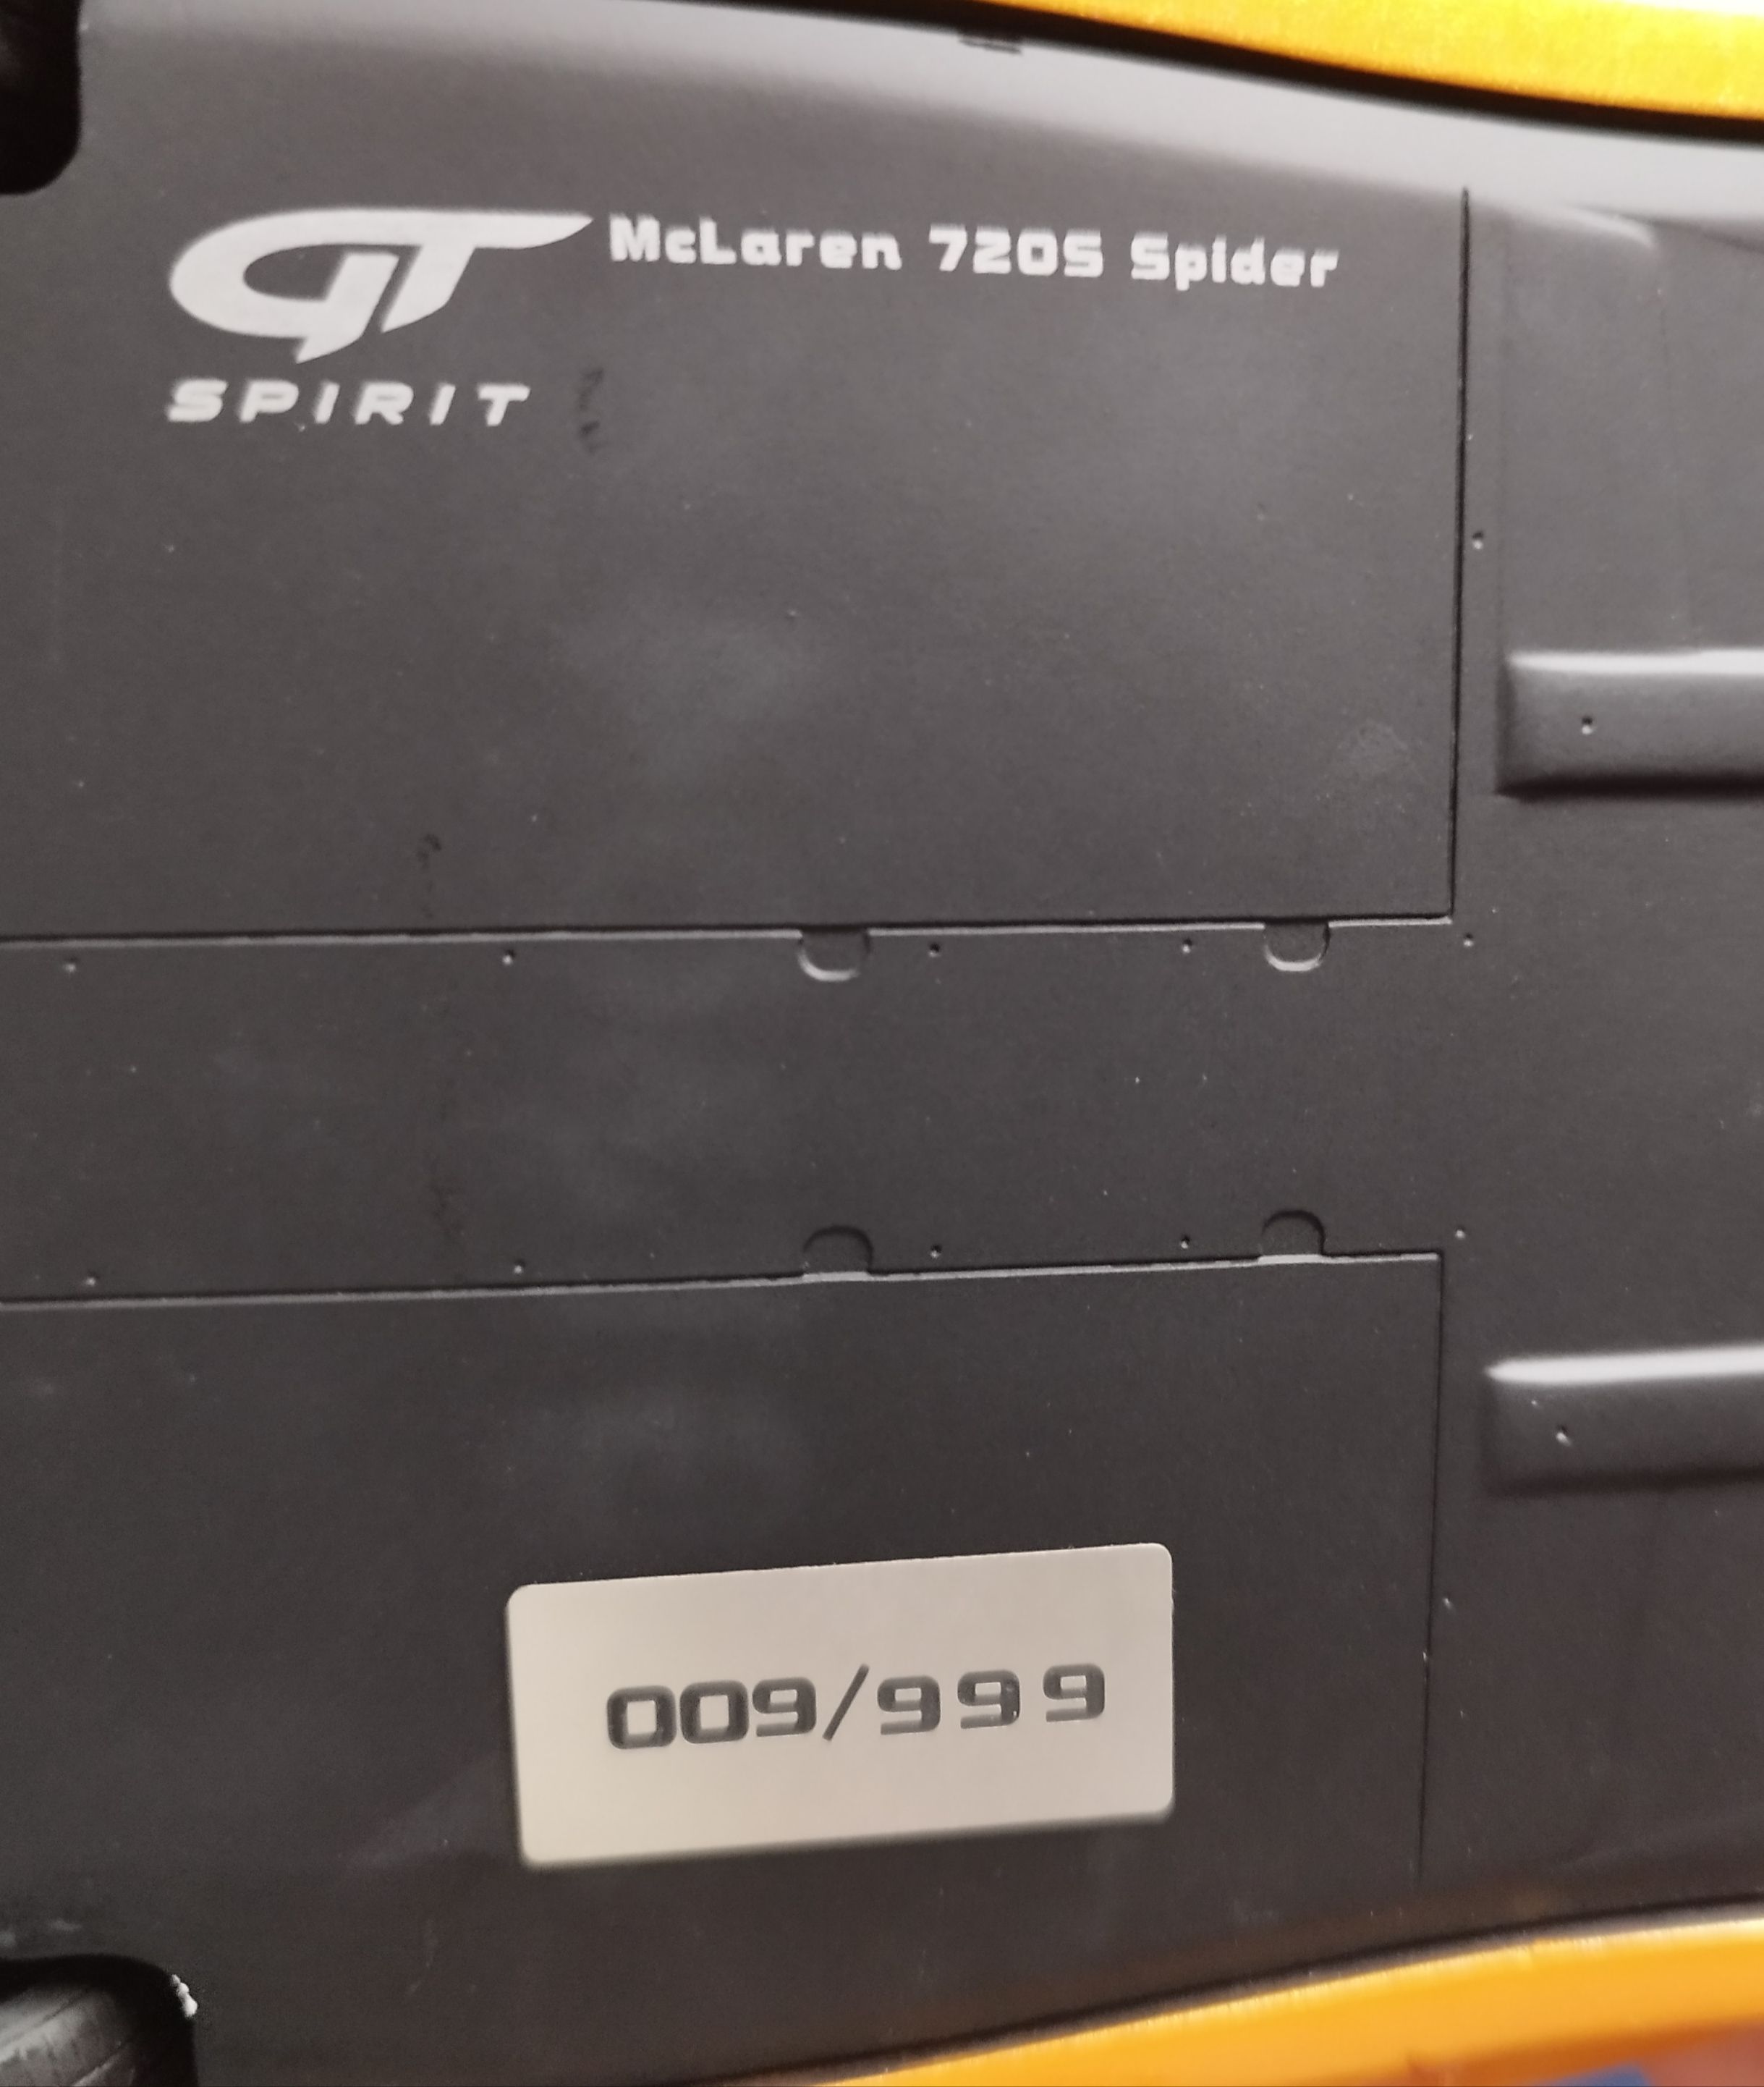 GT McLaren 720S Spider
SPIRIT
009/999